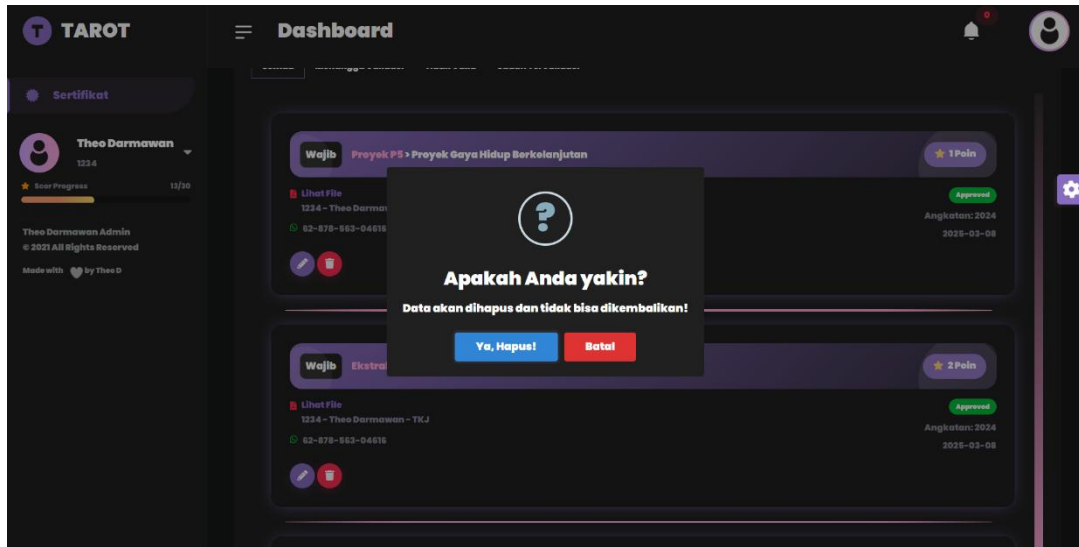 TAROT
Dashboard
0
Sertifikat
Theo Darmawan
1234
Scor Progress 13/30
Theo Darmawan Admin
© 2021 All Rights Reserved
Made with by Theo D
Wajib Proyek P5 > Proyek Gaya Hidup Berkelanjutan
1 Poin
Lihat File
1234 - Theo Darmaw
62-878-563-04616
Approved
Angkatan: 2024
2025-03-08
Apakah Anda yakin?
Data akan dihapus dan tidak bisa dikembalikan!
Ya, Hapus!
Batal
Wajib Ekstra
2 Poin
Lihat File
1234 - Theo Darmawan - TKJ
62-878-563-04616
Approved
Angkatan: 2024
2025-03-08